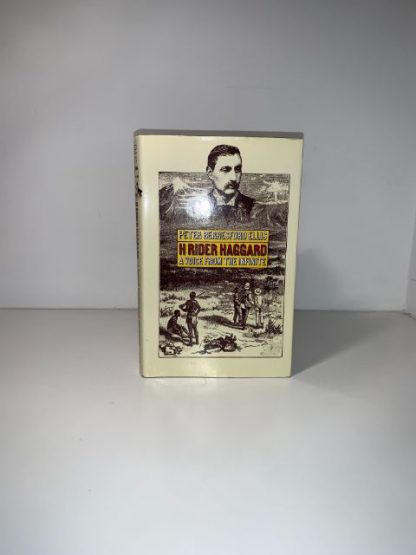 PETER BERRESFORD ELLIS
H RIDER HAGGARD
A VOICE FROM THE INFINITE